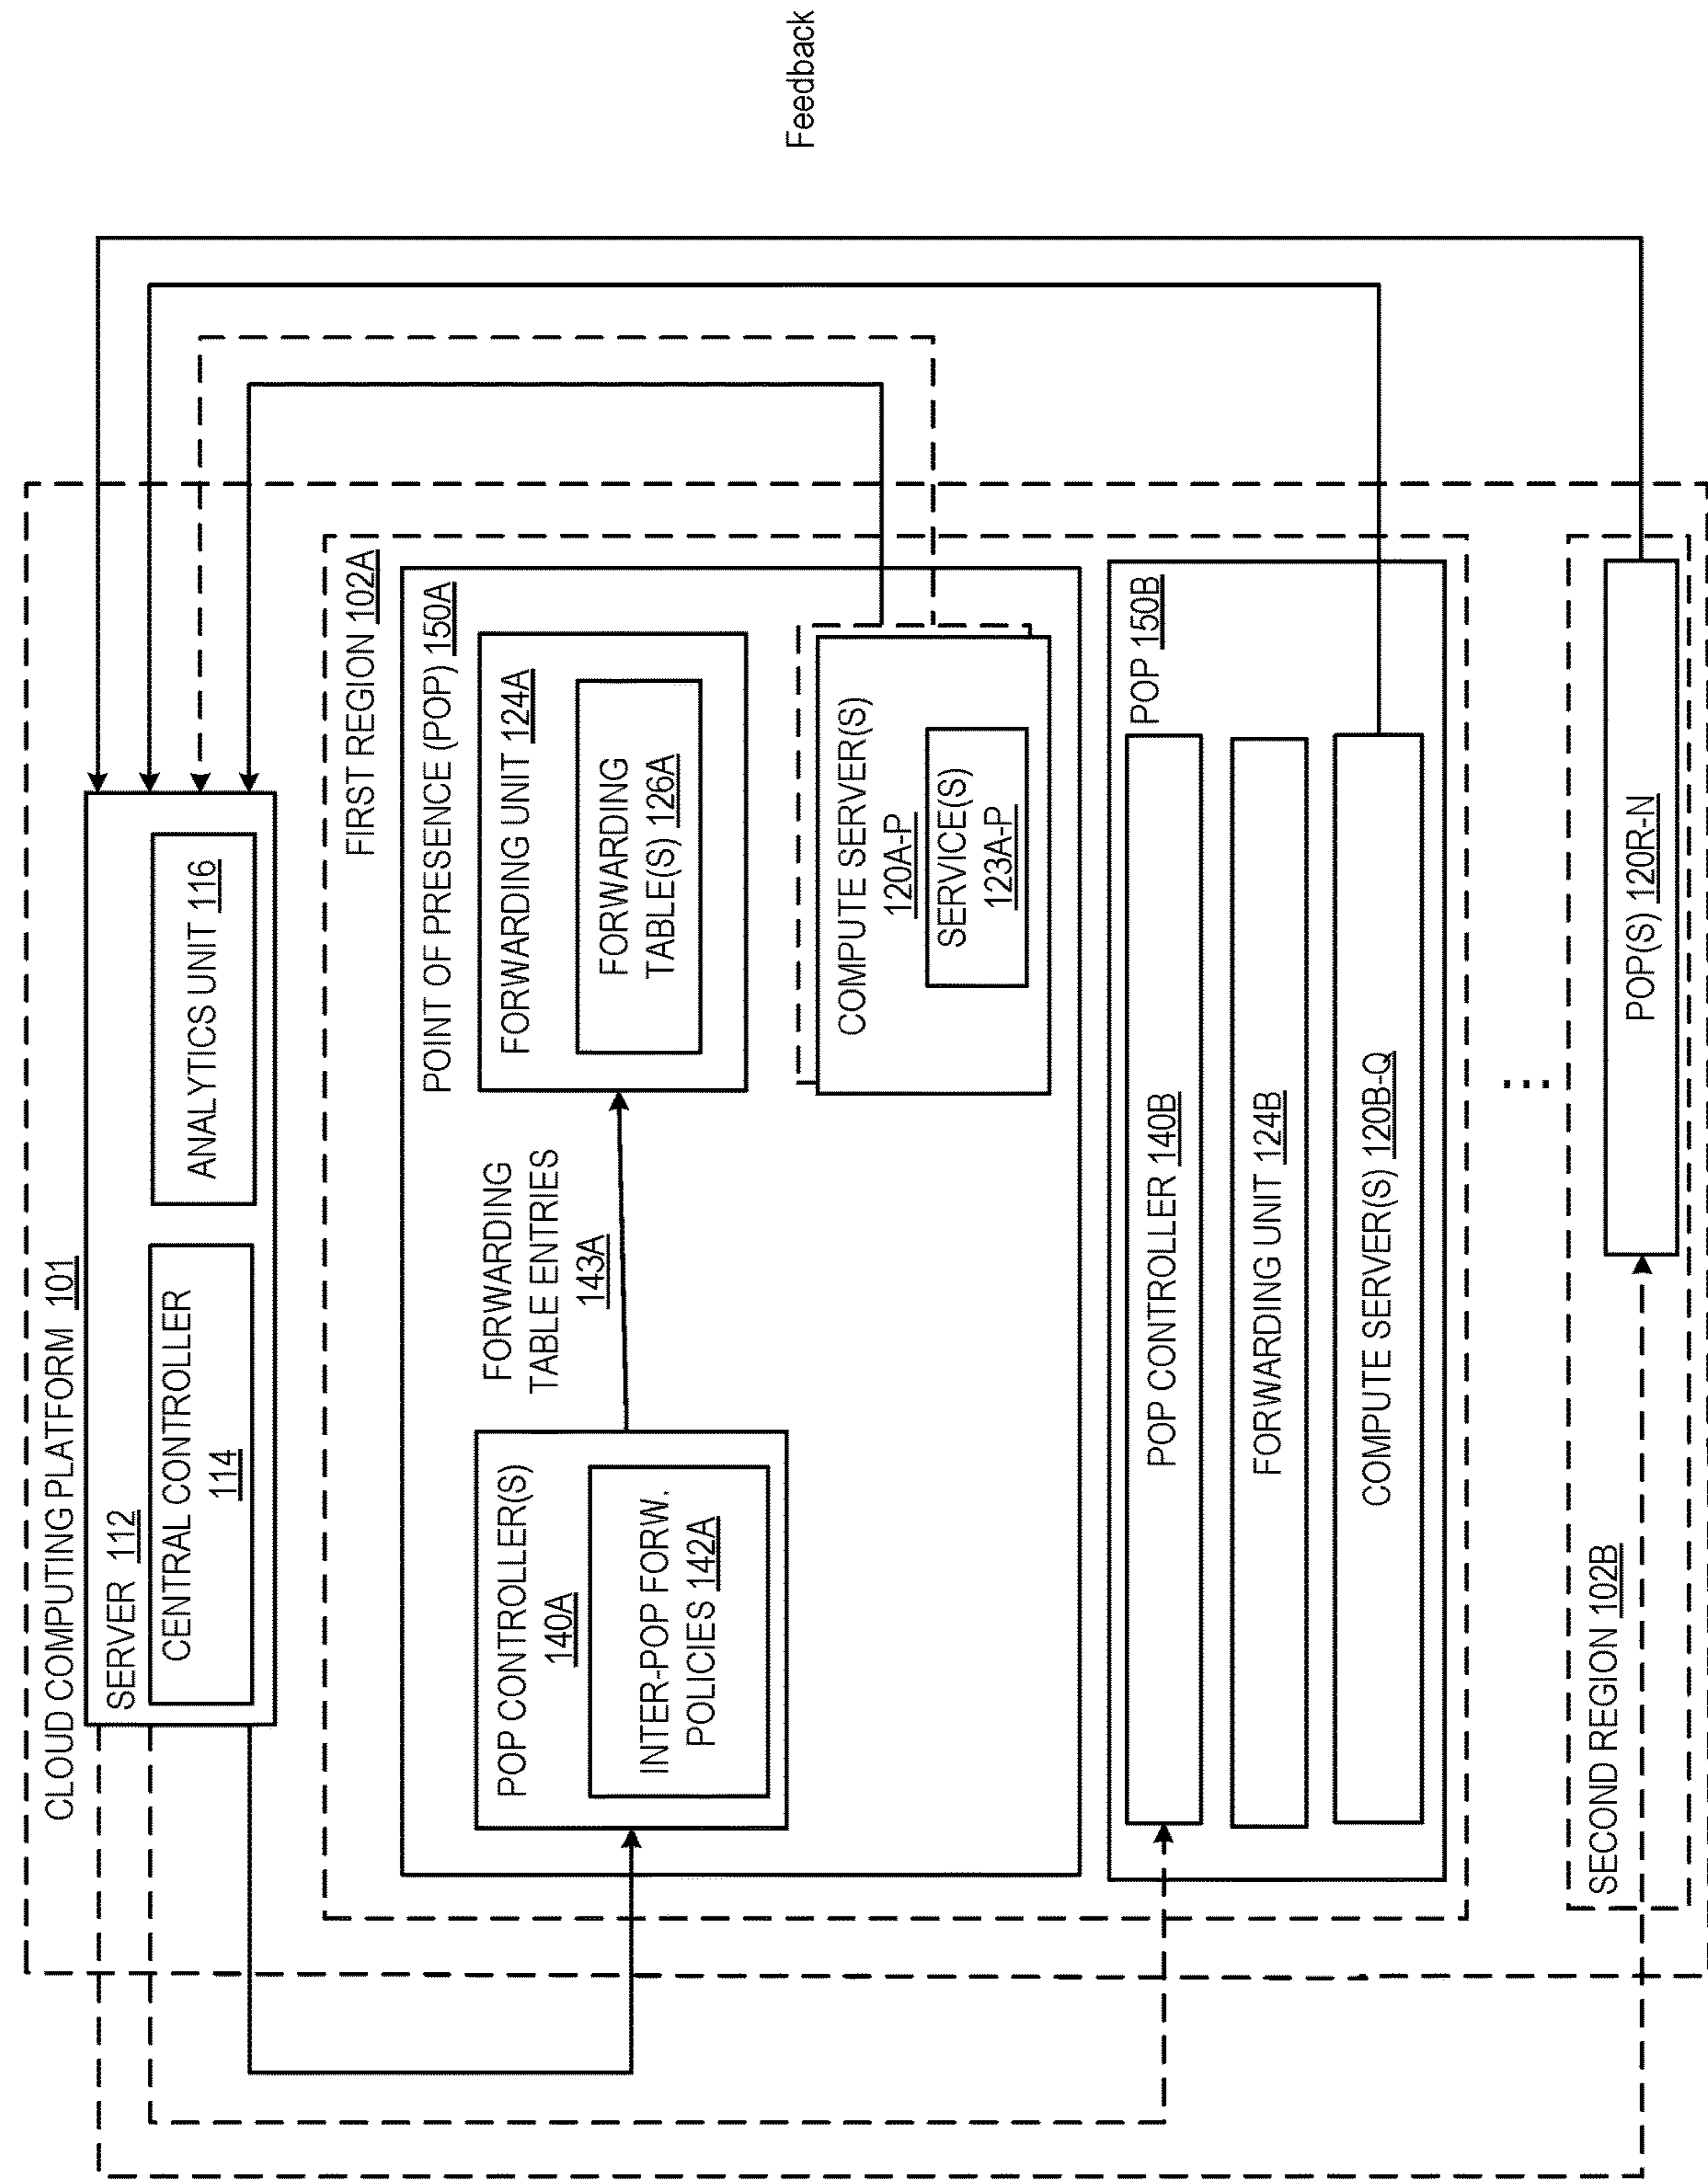 CLOUD COMPUTING PLATFORM 101
SERVER 112
CENTRAL CONTROLLER
114
ANALYTICS UNIT 116
FIRST REGION 102A
POINT OF PRESENCE (POP) 150A
POP CONTROLLER(S)
140A
INTER-POP FORW.
POLICIES 142A
FORWARDING
TABLE ENTRIES
143A
FORWARDING UNIT 124A
FORWARDING
TABLE(S) 126A
COMPUTE SERVER(S)
120A-P
SERVICE(S)
123A-P
Feedback
POP 150B
POP CONTROLLER 140B
FORWARDING UNIT 124B
COMPUTE SERVER(S) 120B-Q
...
SECOND REGION 102B
POP(S) 120R-N